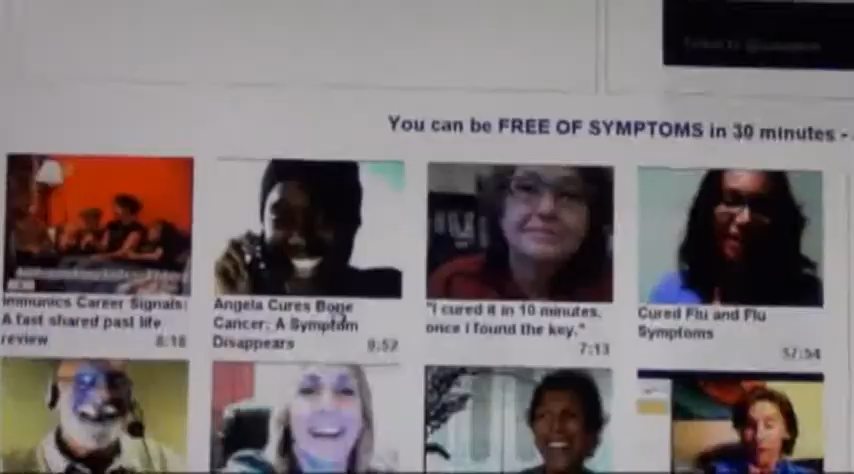 You can be FREE OF SYMPTOMS in 30 minutes -
Immunics Career Signals:
A fast shared past life
review 8:18
Angela Cures Bone
Cancer: A Symptom
Disappears 9:52
"I cured it in 10 minutes,
once I found the key."
7:13
Cured Flu and Flu
Symptoms
57:54